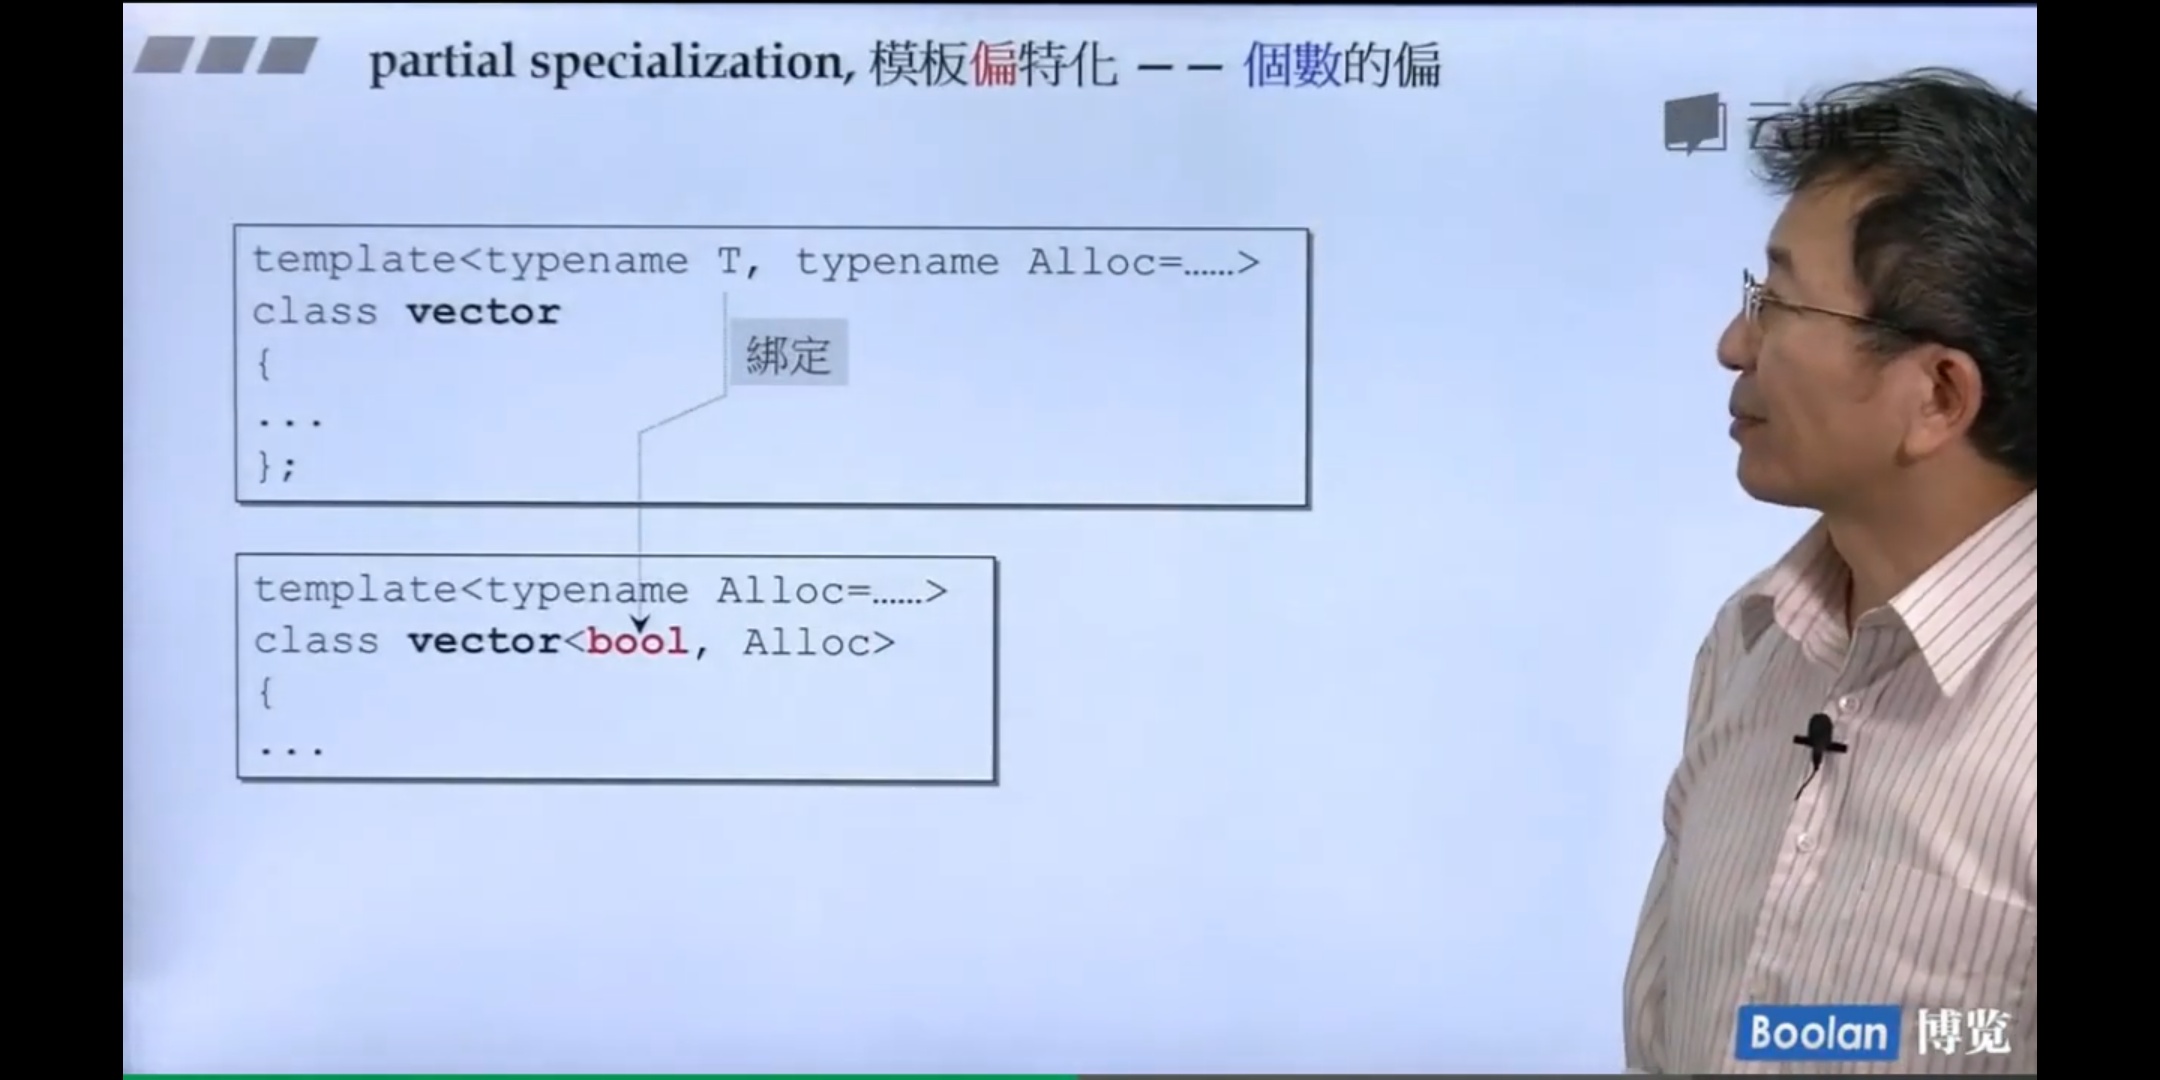 partial specialization, 模板偏特化 —— 個數的偏
云课堂
template<typename T, typename Alloc=……>
class vector
{
綁定
...
};
template<typename Alloc=……>
class vector<bool, Alloc>
{
...
Boolan 博览